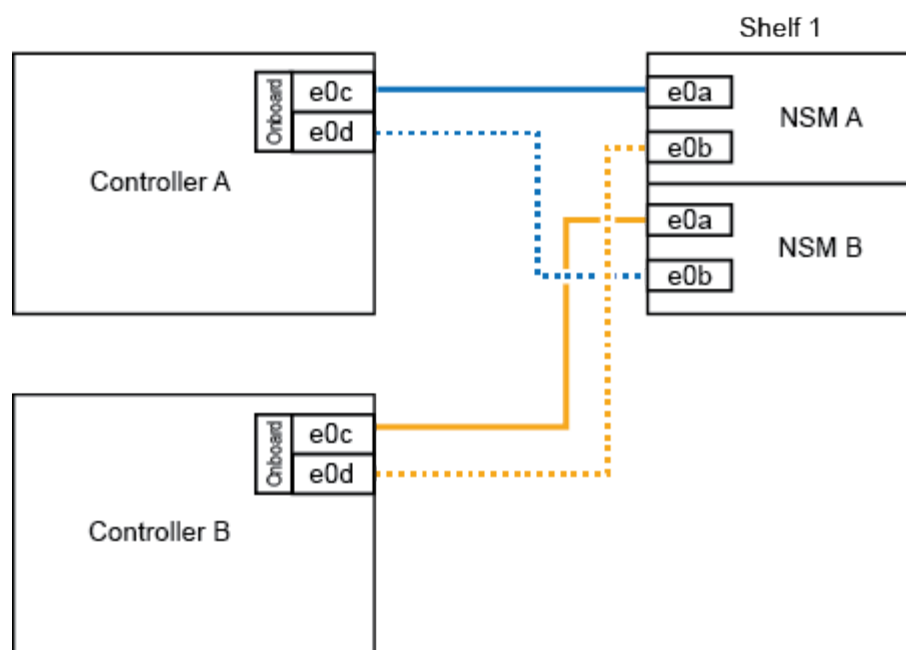 Shelf 1
Onboard
e0c
e0d
Controller A
e0a
e0b
NSM A
e0a
e0b
NSM B
Onboard
e0c
e0d
Controller B